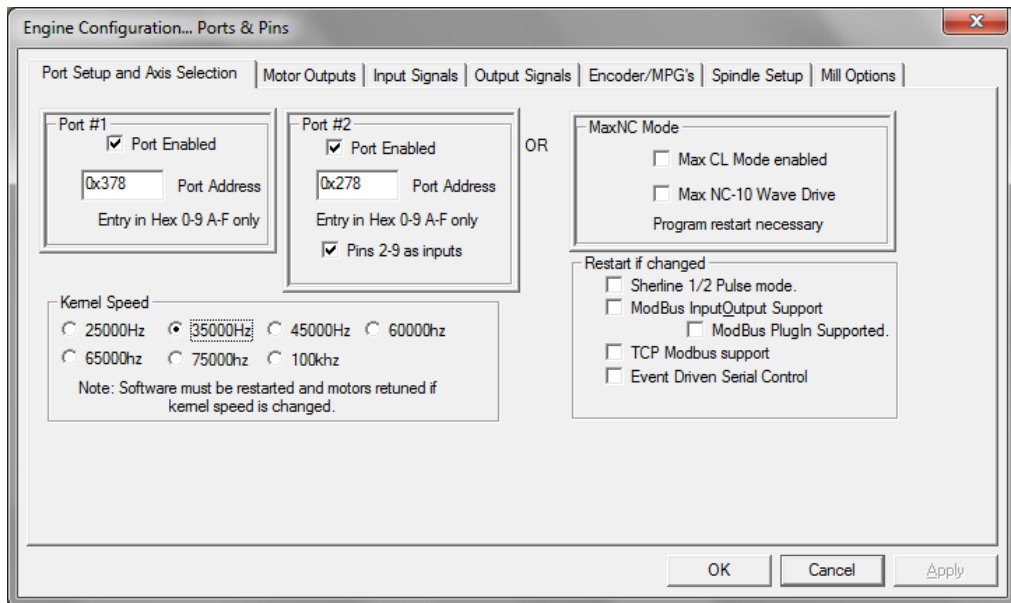 Engine Configuration... Ports & Pins
Port Setup and Axis Selection Motor Outputs Input Signals Output Signals Encoder/MPG's Spindle Setup Mill Options
Port #1
Port Enabled
0x378 Port Address
Entry in Hex 0-9 A-F only
Port #2
Port Enabled
0x278 Port Address
Entry in Hex 0-9 A-F only
Pins 2-9 as inputs
OR
MaxNC Mode
Max CL Mode enabled
Max NC-10 Wave Drive
Program restart necessary
Restart if changed
Sherline 1/2 Pulse mode.
ModBus InputOutput Support
ModBus PlugIn Supported.
TCP Modbus support
Event Driven Serial Control
Kernel Speed
25000Hz 35000Hz 45000Hz 60000hz
65000hz 75000hz 100khz
Note: Software must be restarted and motors retuned if
kernel speed is changed.
OK Cancel Apply